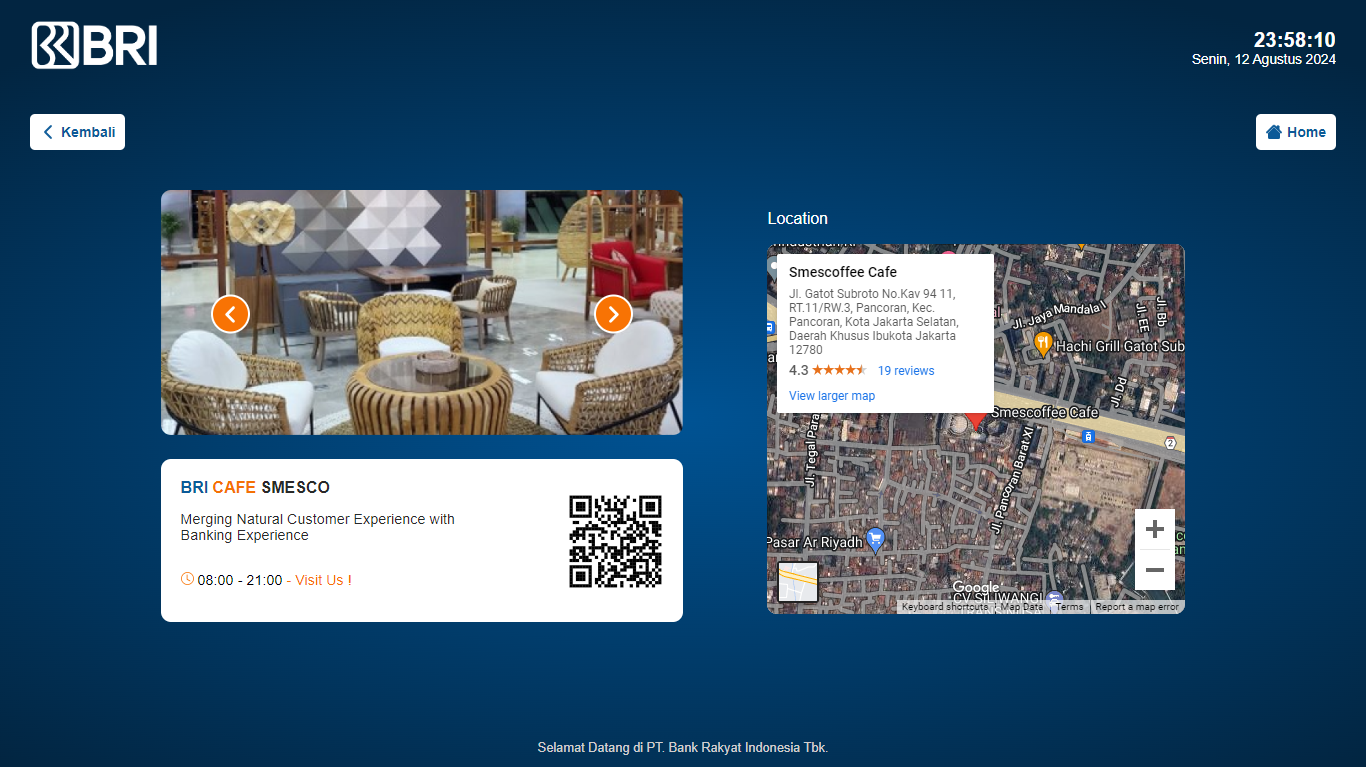 BRI
23:58:10
Senin, 12 Agustus 2024
Kembali
Home
BRI CAFE SMESCO
Merging Natural Customer Experience with
Banking Experience
08:00 - 21:00 - Visit Us !
Location
Smescoffee Cafe
Jl. Gatot Subroto No.Kav 94 11,
RT.11/RW.3, Pancoran, Kec.
Pancoran, Kota Jakarta Selatan,
Daerah Khusus Ibukota Jakarta
12780
4.3 19 reviews
View larger map
Jl. Jaya Mandala I
Jl. EE
Jl. Bb
Hachi Grill Gatot Sub
Jl. Dd
Smescoffee Cafe
2
Jl. Tegal Para
Jl. Pancoran Barat XI
Pasar Ar Riyadh
Google
CV. SILIWANGI
Keyboard shortcuts
Map Data
Terms
Report a map error
Selamat Datang di PT. Bank Rakyat Indonesia Tbk.